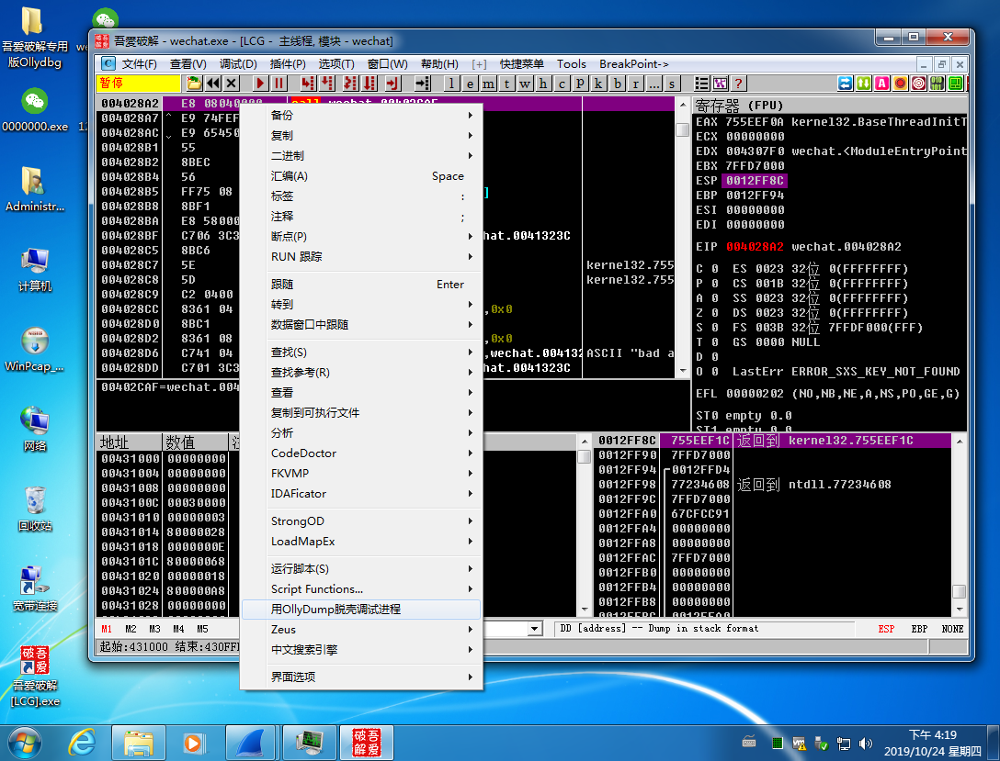 吾爱破解专用
版Ollydbg
0000000.exe
Administr...
计算机
WinPcap_...
网络
回收站
宽带连接
吾爱破解
[LCG].exe
吾爱破解 - wechat.exe - [LCG - 主线程, 模块 - wechat]
文件(F) 查看(V) 调试(D) 插件(P) 选项(T) 窗口(W) 帮助(H) [+] 快捷菜单 Tools BreakPoint->
暂停 l e m t w h c P k b r ... s ?
004028A2 E8 08040000
004028A7 E9 74FEF
004028AC E9 65450
004028B1 55
004028B2 8BEC
004028B4 56
004028B5 FF75 08 ]
004028B8 8BF1
004028BA E8 58000
004028BF C706 3C3 hat.0041323C
004028C5 8BC6
004028C7 5E kernel32.755
004028C8 5D kernel32.755
004028C9 C2 0400
004028CC 8361 04 ,0x0
004028D0 8BC1
004028D2 8361 08 ,0x0
004028D6 C741 04 ,wechat.004132 ASCII "bad a
004028DD C701 3C3 hat.0041323C
00402CAF=wechat.004
寄存器 (FPU)
EAX 755EEF0A kernel32.BaseThreadInitT
ECX 00000000
EDX 004307F0 wechat.<ModuleEntryPoint
EBX 7FFD7000
ESP 0012FF8C
EBP 0012FF94
ESI 00000000
EDI 00000000
EIP 004028A2 wechat.004028A2
C 0 ES 0023 32位 0(FFFFFFFF)
P 0 CS 001B 32位 0(FFFFFFFF)
A 0 SS 0023 32位 0(FFFFFFFF)
Z 0 DS 0023 32位 0(FFFFFFFF)
S 0 FS 003B 32位 7FFDF000(FFF)
T 0 GS 0000 NULL
D 0
O 0 LastErr ERROR_SXS_KEY_NOT_FOUND
EFL 00000202 (NO,NB,NE,A,NS,PO,GE,G)
ST0 empty 0.0
ST1 empty 0.0
备份
复制
二进制
汇编(A) Space
标签 :
注释 ;
断点(P)
RUN 跟踪
跟随 Enter
转到
数据窗口中跟随
查找(S)
查找参考(R)
查看
复制到可执行文件
分析
CodeDoctor
FKVMP
IDAFicator
StrongOD
LoadMapEx
运行脚本(S)
Script Functions...
用OllyDump脱壳调试进程
Zeus
中文搜索引擎
界面选项
地址 数值
00431000 00000000
00431004 00000000
00431008 00000000
0043100C 00030000
00431010 00000003
00431014 80000028
00431018 0000000E
0043101C 80000068
00431020 00000018
00431024 800000A8
00431028 00000000
0012FF8C 755EEF1C 返回到 kernel32.755EEF1C
0012FF90 7FFD7000
0012FF94 0012FFD4
0012FF98 77234608 返回到 ntdll.77234608
0012FF9C 7FFD7000
0012FFA0 67CFCC91
0012FFA4 00000000
0012FFA8 00000000
0012FFAC 7FFD7000
0012FFB0 00000000
0012FFB4 00000000
0012FFB8 00000000
0012FFBC 0012FFA0
M1 M2 M3 M4 M5 DD [address] -- Dump in stack format ESP EBP NONE
起始:431000 结束:430FF
下午 4:19
2019/10/24 星期四